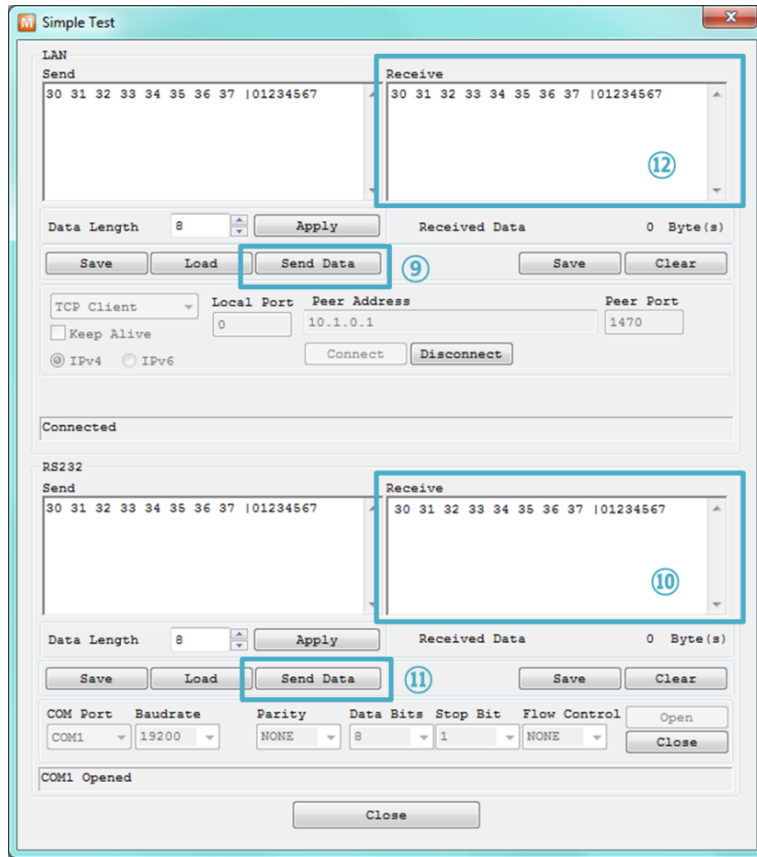 M Simple Test x
LAN
Send Receive
30 31 32 33 34 35 36 37 |01234567 30 31 32 33 34 35 36 37 |01234567
⑫
Data Length 8 Apply Received Data 0 Byte(s)
Save Load Send Data ⑨ Save Clear
TCP Client Local Port Peer Address Peer Port
0 10.1.0.1 1470
Keep Alive
IPv4 IPv6 Connect Disconnect
Connected
RS232
Send Receive
30 31 32 33 34 35 36 37 |01234567 30 31 32 33 34 35 36 37 |01234567
⑩
Data Length 8 Apply Received Data 0 Byte(s)
Save Load Send Data ⑪ Save Clear
COM Port Baudrate Parity Data Bits Stop Bit Flow Control Open
COM1 19200 NONE 8 1 NONE Close
COM1 Opened
Close